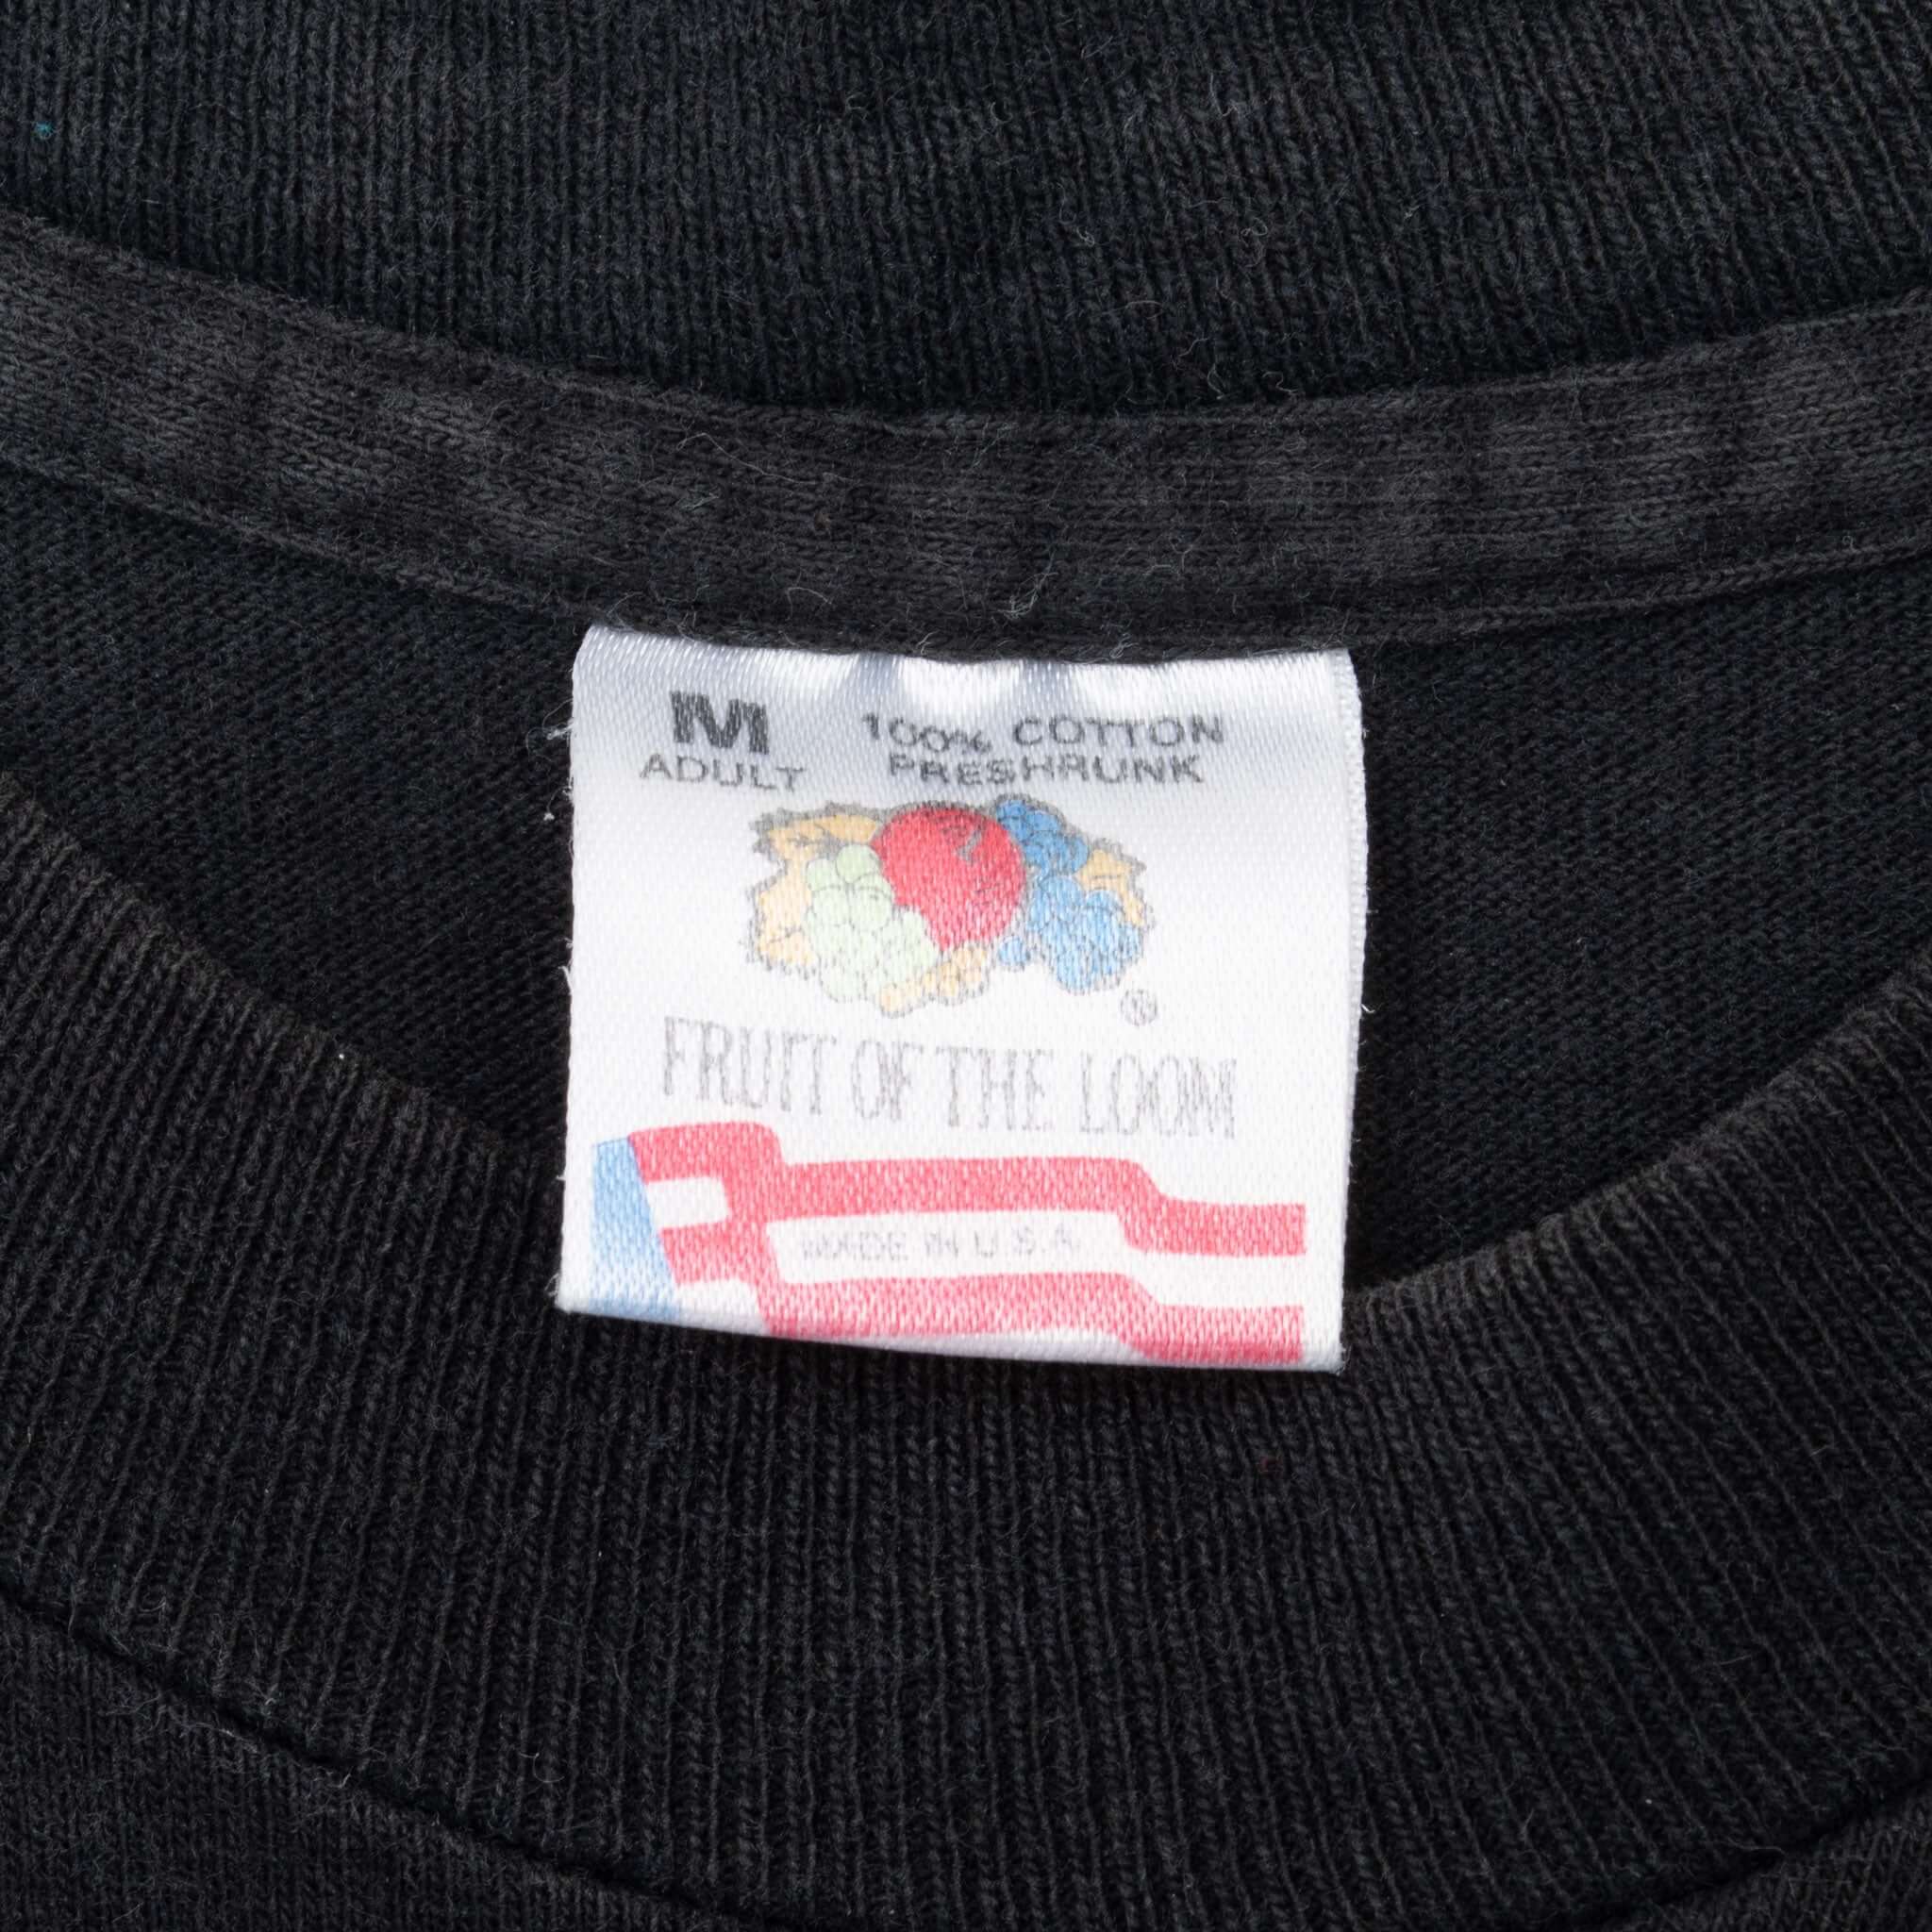 M 100% COTTON
ADULT PRESHRUNK
®
FRUIT OF THE LOOM
MADE IN U.S.A.